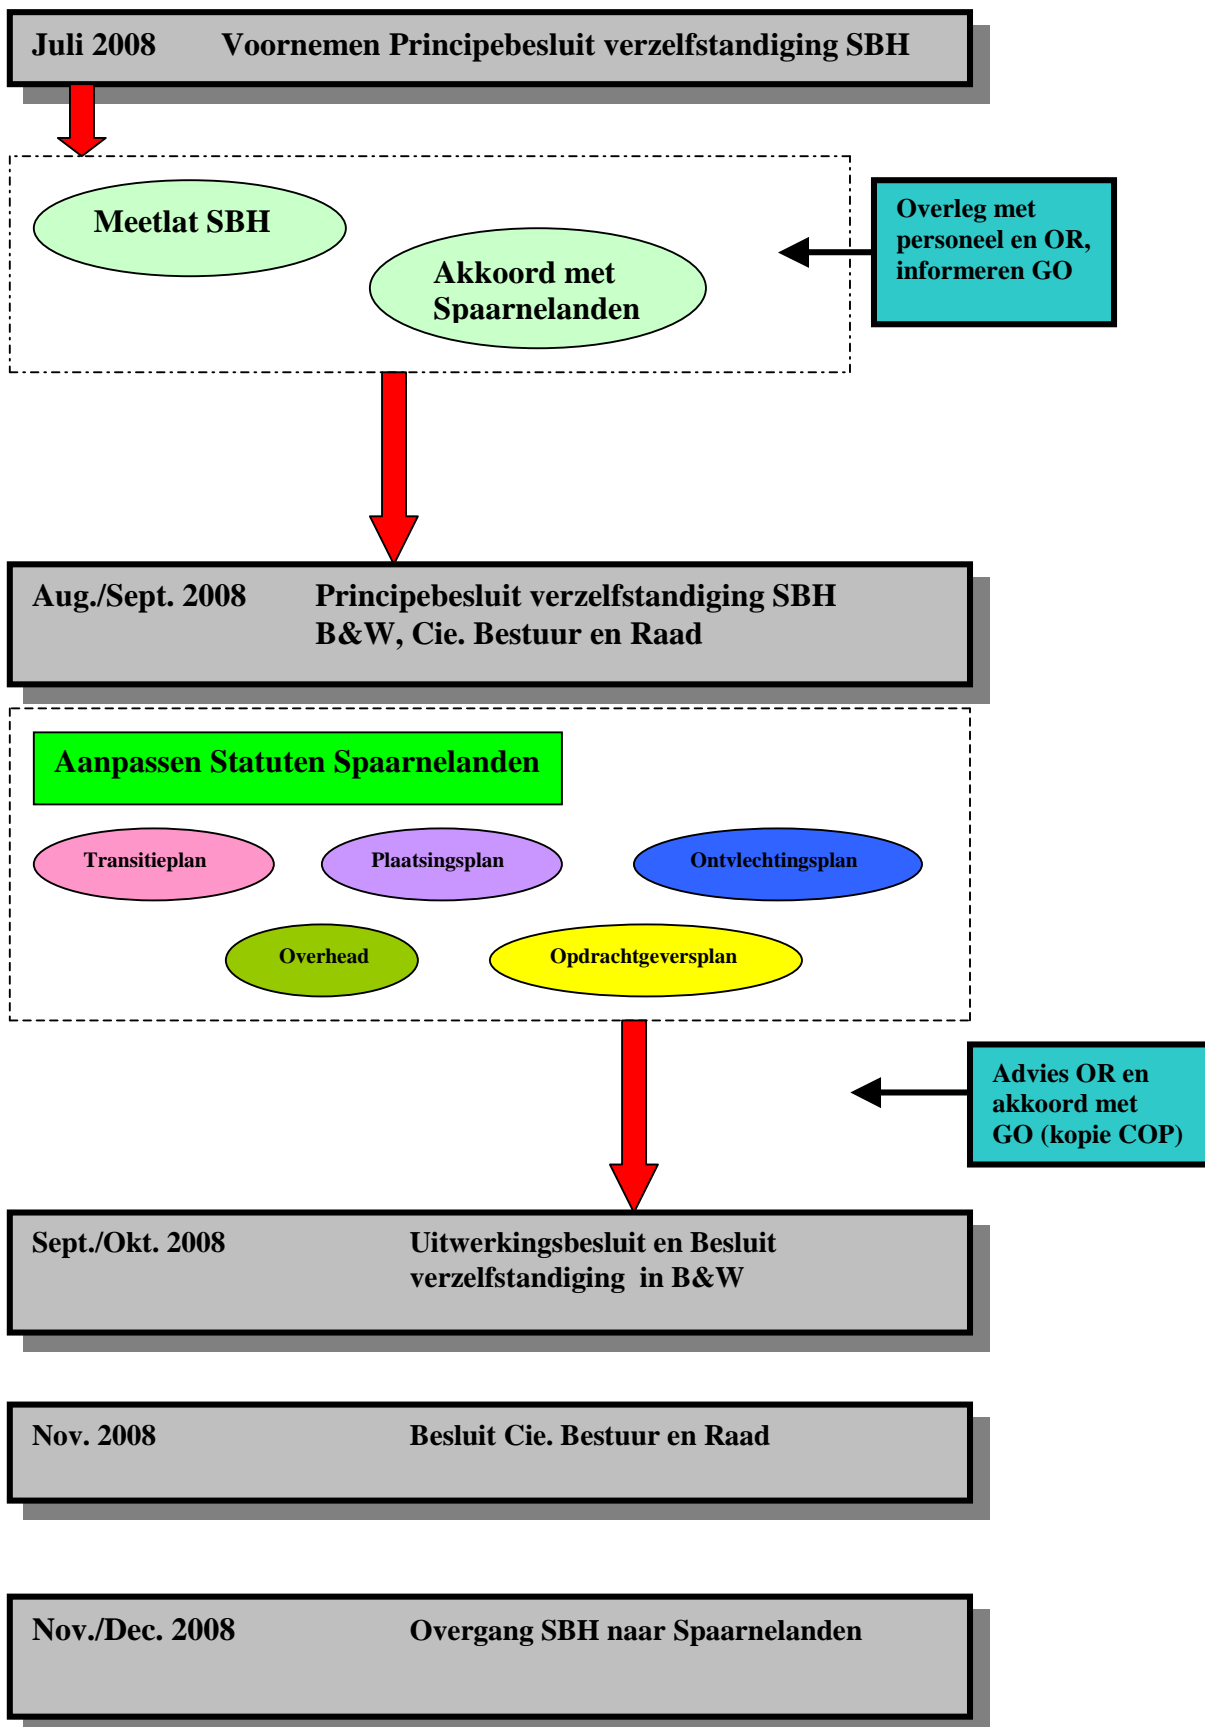 Juli 2008 Voornemen Principebesluit verzelfstandiging SBH
Meetlat SBH
Akkoord met
Spaarnelanden
Overleg met
personeel en OR,
informeren GO
Aug./Sept. 2008 Principebesluit verzelfstandiging SBH
B&W, Cie. Bestuur en Raad
Aanpassen Statuten Spaarnelanden
Transitieplan
Plaatsingsplan
Ontvlechtingsplan
Overhead
Opdrachtgeversplan
Advies OR en
akkoord met
GO (kopie COP)
Sept./Okt. 2008 Uitwerkingsbesluit en Besluit
verzelfstandiging in B&W
Nov. 2008 Besluit Cie. Bestuur en Raad
Nov./Dec. 2008 Overgang SBH naar Spaarnelanden